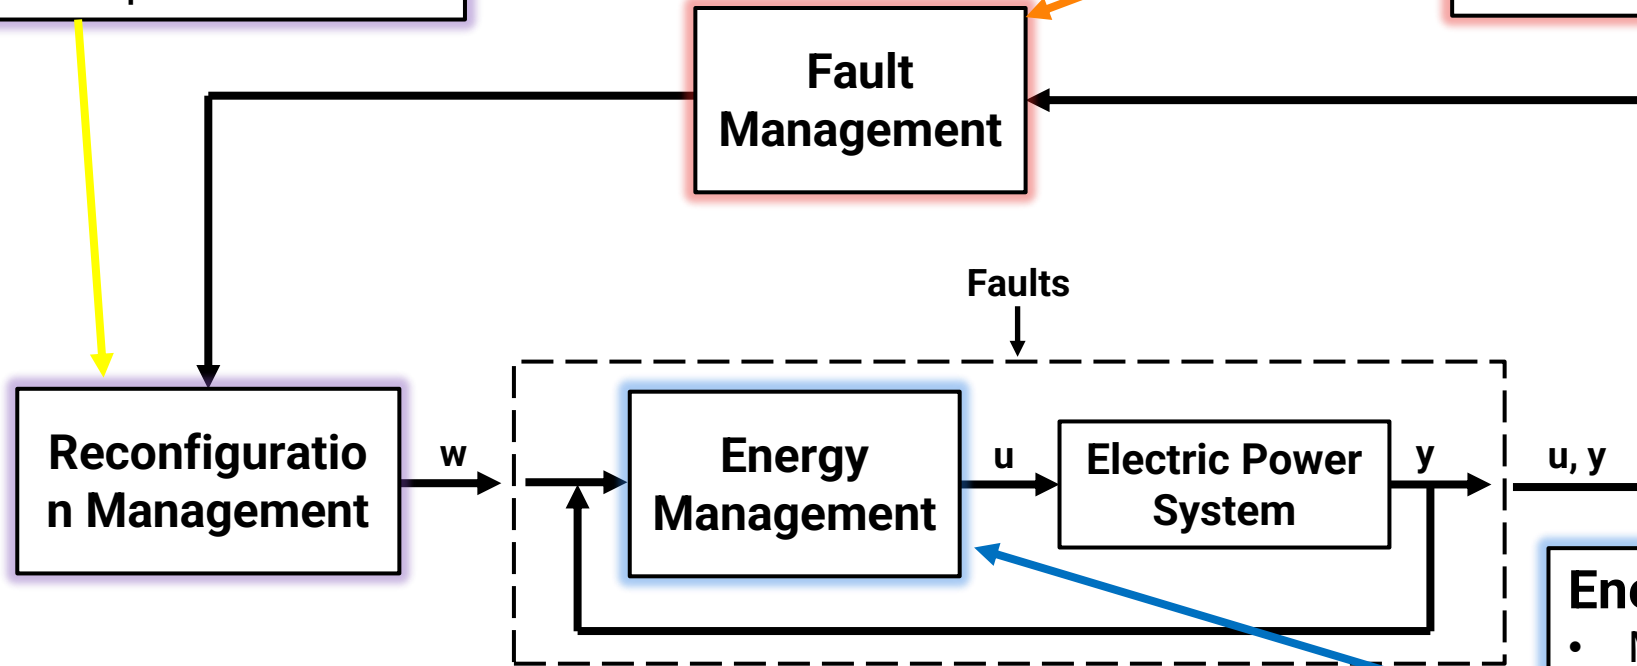 Fault
Management
Faults
Reconfiguratio
n Management
w
Energy
Management
u
Electric Power
System
y
u, y